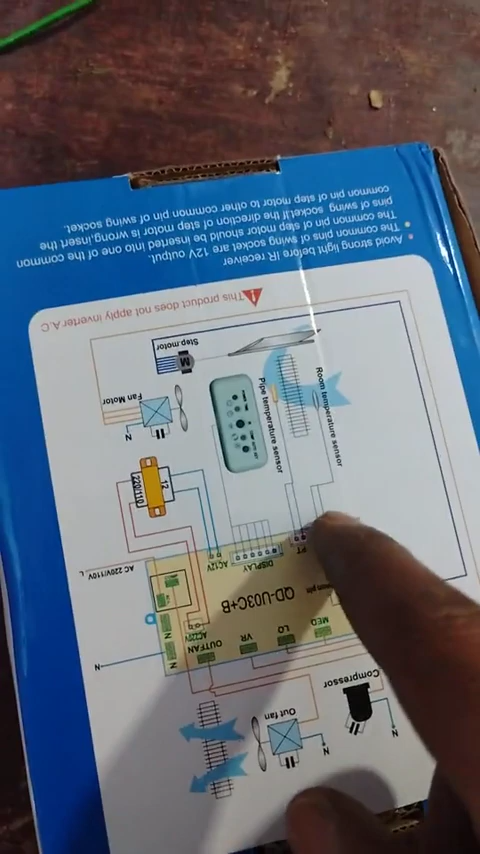 Avoid strong light before IR receiver
The common pins of swing socket are 12V output.
The common pin of step motor should be inserted into one of the common
pins of swing socket.If the direction of step motor is wrong,insert the
common pin of step motor to other common pin of swing socket.
This product does not apply inverter A.C
Step.motor
M
Fan Motor
N
Pipe temperature sensor
Room temperature sensor
220/110
12
AC 220V/110V L
AC12V
DISPLAY
PT
QD-U03C+B
AC220V
N
N
N
OUTFAN
VR
LO
MED
Compressor
N
Out fan
N